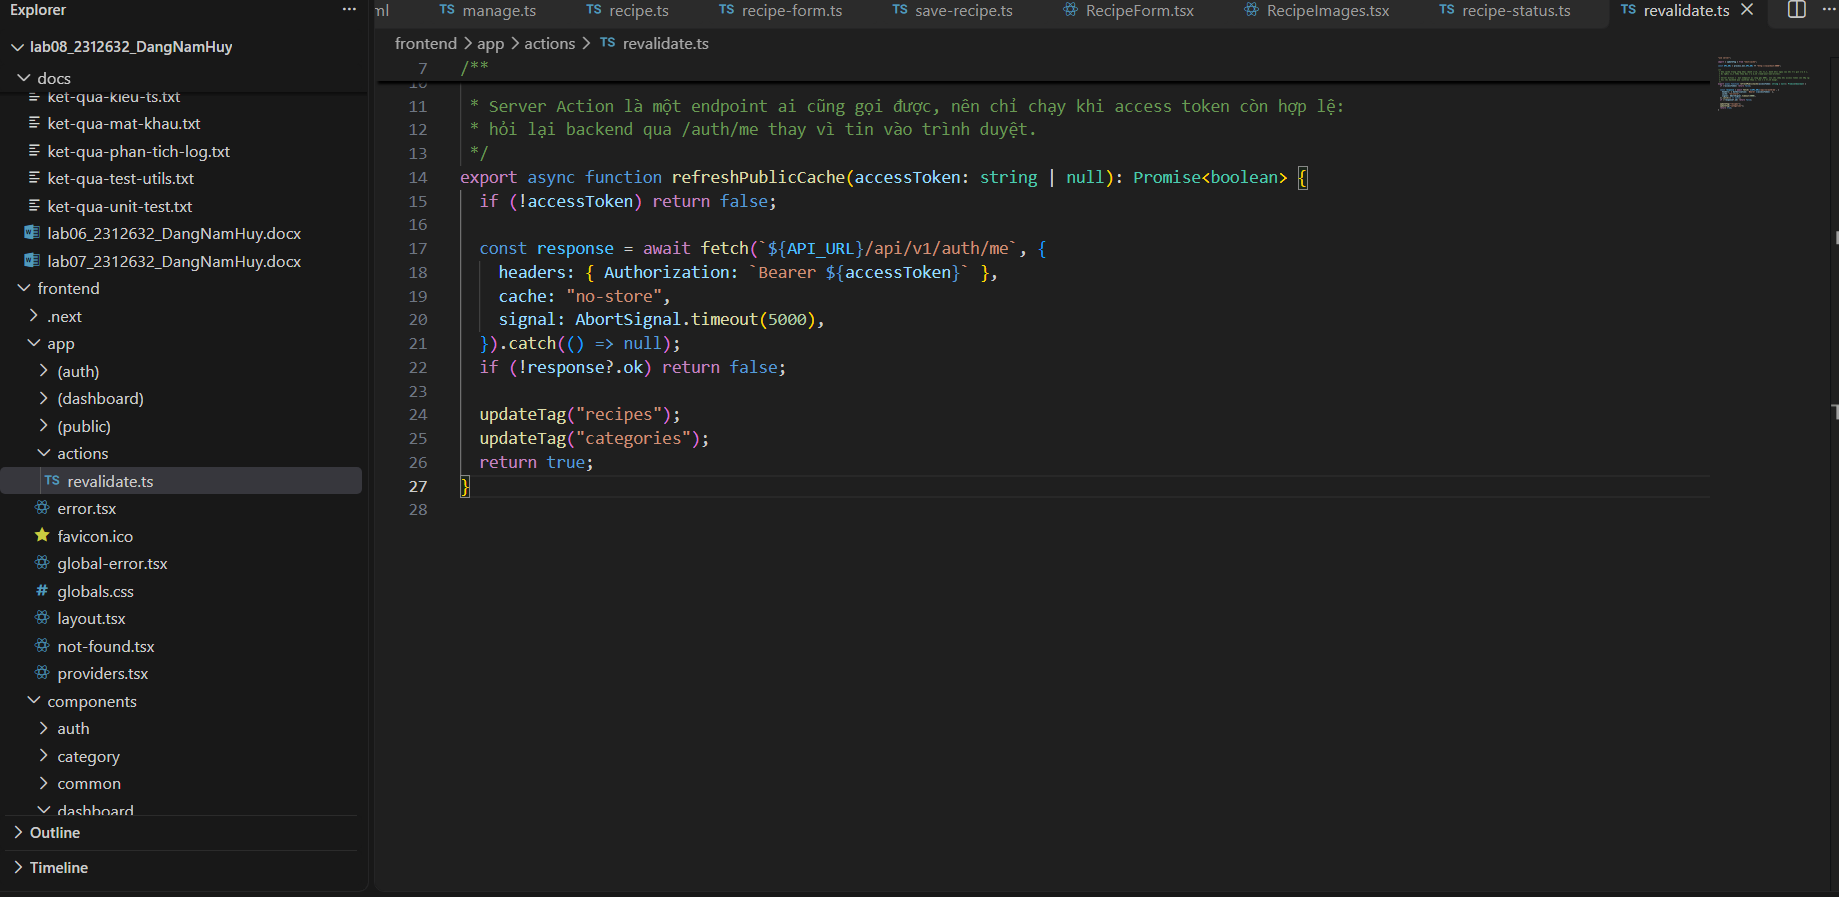 Explorer
lab08_2312632_DangNamHuy
docs
ket-qua-kieu-ts.txt
ket-qua-mat-khau.txt
ket-qua-phan-tich-log.txt
ket-qua-test-utils.txt
ket-qua-unit-test.txt
lab06_2312632_DangNamHuy.docx
lab07_2312632_DangNamHuy.docx
frontend
.next
app
(auth)
(dashboard)
(public)
actions
TS revalidate.ts
error.tsx
favicon.ico
global-error.tsx
# globals.css
layout.tsx
not-found.tsx
providers.tsx
components
auth
category
common
dashboard
Outline
Timeline
ml TS manage.ts TS recipe.ts TS recipe-form.ts TS save-recipe.ts RecipeForm.tsx RecipeImages.tsx TS recipe-status.ts TS revalidate.ts
frontend > app > actions > TS revalidate.ts
7 /**
11 * Server Action là một endpoint ai cũng gọi được, nên chỉ chạy khi access token còn hợp lệ:
12 * hỏi lại backend qua /auth/me thay vì tin vào trình duyệt.
13 */
14 export async function refreshPublicCache(accessToken: string | null): Promise<boolean> {
15 if (!accessToken) return false;
16
17 const response = await fetch(`${API_URL}/api/v1/auth/me`, {
18 headers: { Authorization: `Bearer ${accessToken}` },
19 cache: "no-store",
20 signal: AbortSignal.timeout(5000),
21 }).catch(() => null);
22 if (!response?.ok) return false;
23
24 updateTag("recipes");
25 updateTag("categories");
26 return true;
27 }
28